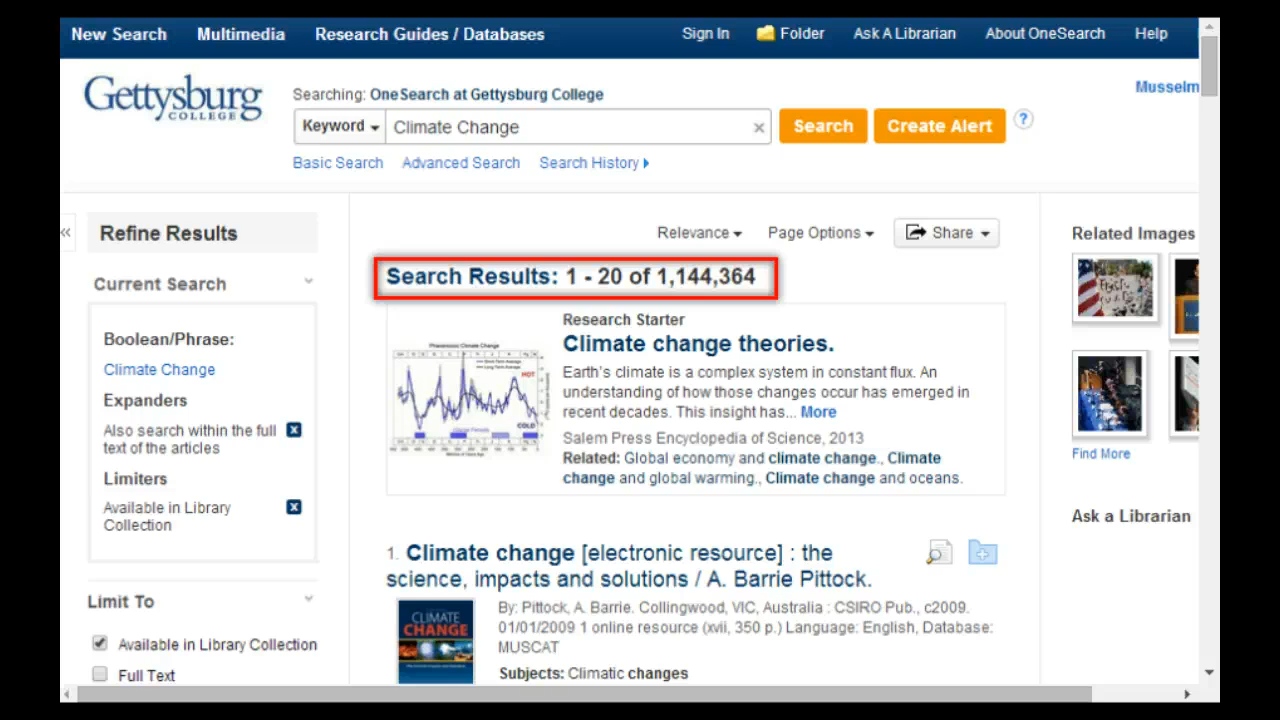 New Search Multimedia Research Guides / Databases Sign In Folder Ask A Librarian About OneSearch Help
Gettysburg
COLLEGE
Searching: OneSearch at Gettysburg College
Musselm
Keyword Climate Change × Search Create Alert ?
Basic Search Advanced Search Search History
«
Refine Results
Current Search
Boolean/Phrase:
Climate Change
Expanders
Also search within the full
text of the articles
Limiters
Available in Library
Collection
Limit To
Available in Library Collection
Full Text
Relevance Page Options Share
Search Results: 1 - 20 of 1,144,364
Research Starter
Climate change theories.
Earth's climate is a complex system in constant flux. An
understanding of how those changes occur has emerged in
recent decades. This insight has... More
Salem Press Encyclopedia of Science, 2013
Related: Global economy and climate change., Climate
change and global warming., Climate change and oceans.
Phanerozoic Climate Change
HOT
COLD
1. Climate change [electronic resource] : the
science, impacts and solutions / A. Barrie Pittock.
CLIMATE
CHANGE
By: Pittock, A. Barrie. Collingwood, VIC, Australia : CSIRO Pub., c2009.
01/01/2009 1 online resource (xvii, 350 p.) Language: English, Database:
MUSCAT
Subjects: Climatic changes
Related Images
Find More
Ask a Librarian